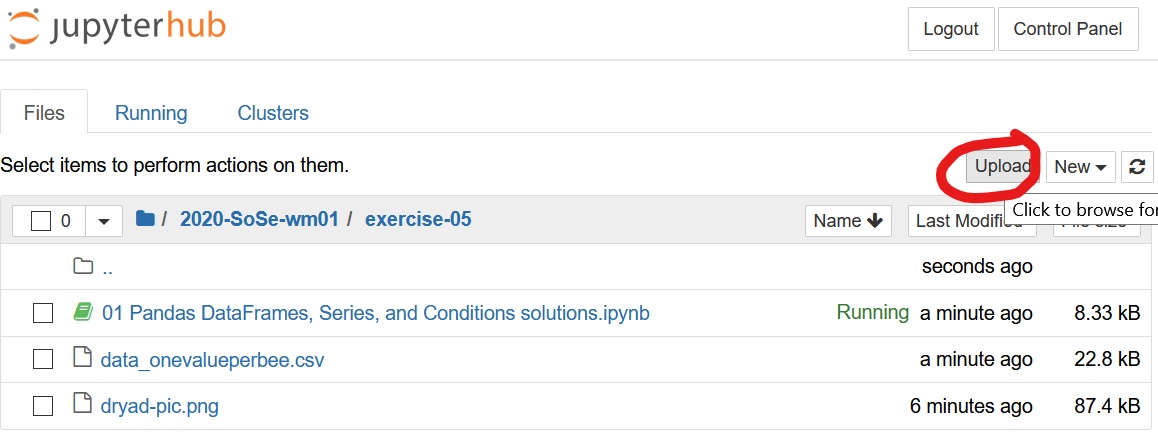 jupyterhub Logout Control Panel
Files Running Clusters
Select items to perform actions on them. Upload New
Click to browse for
0 / 2020-SoSe-wm01 / exercise-05 Name Last Modified File size
.. seconds ago
01 Pandas DataFrames, Series, and Conditions solutions.ipynb Running a minute ago 8.33 kB
data_onevalueperbee.csv a minute ago 22.8 kB
dryad-pic.png 6 minutes ago 87.4 kB